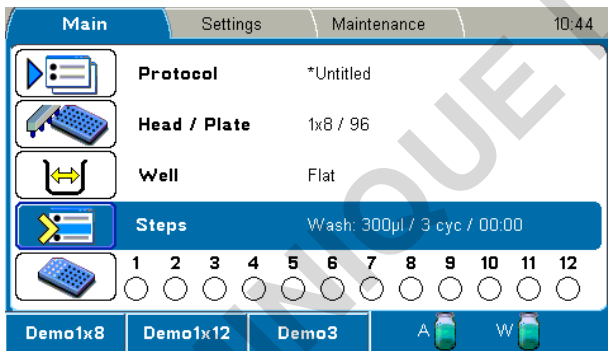 Main Settings Maintenance 10:44
Protocol *Untitled
Head / Plate 1x8 / 96
Well Flat
Steps Wash: 300µl / 3 cyc / 00:00
1 2 3 4 5 6 7 8 9 10 11 12
Demo1x8 Demo1x12 Demo3 A W